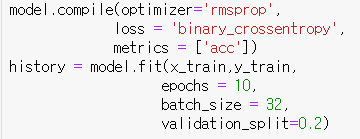 model.compile(optimizer='rmsprop',
loss = 'binary_crossentropy',
metrics = ['acc'])
history = model.fit(x_train,y_train,
epochs = 10,
batch_size = 32,
validation_split=0.2)